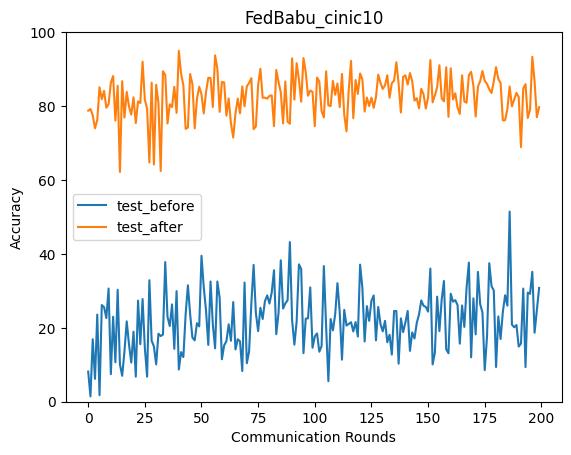 FedBabu_cinic10
100
80
60
40
20
0
Accuracy
test_before
test_after
0 25 50 75 100 125 150 175 200
Communication Rounds